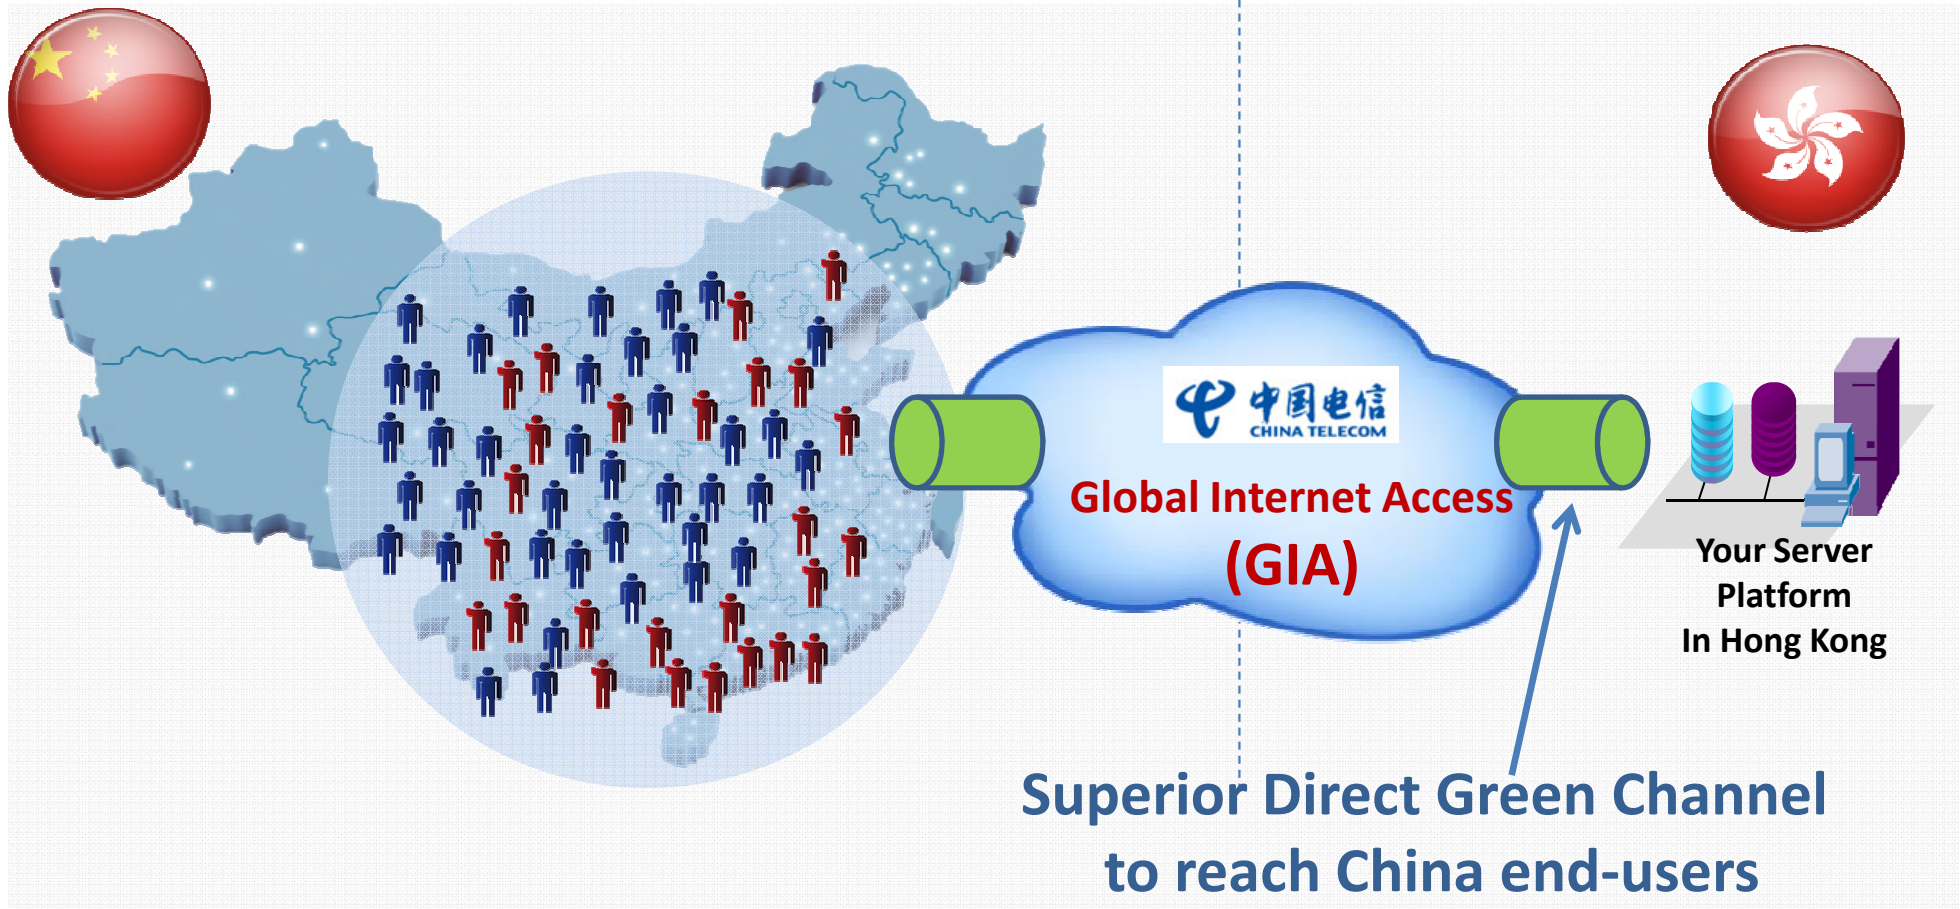 中国电信
CHINA TELECOM
Global Internet Access
(GIA)
Your Server
Platform
In Hong Kong
Superior Direct Green Channel
to reach China end-users